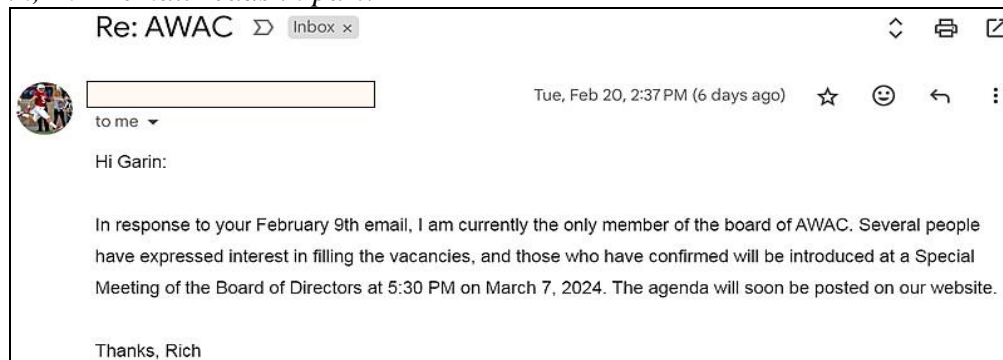 Re: AWAC Inbox x
Tue, Feb 20, 2:37 PM (6 days ago)
to me
Hi Garin:
In response to your February 9th email, I am currently the only member of the board of AWAC. Several people
have expressed interest in filling the vacancies, and those who have confirmed will be introduced at a Special
Meeting of the Board of Directors at 5:30 PM on March 7, 2024. The agenda will soon be posted on our website.
Thanks, Rich